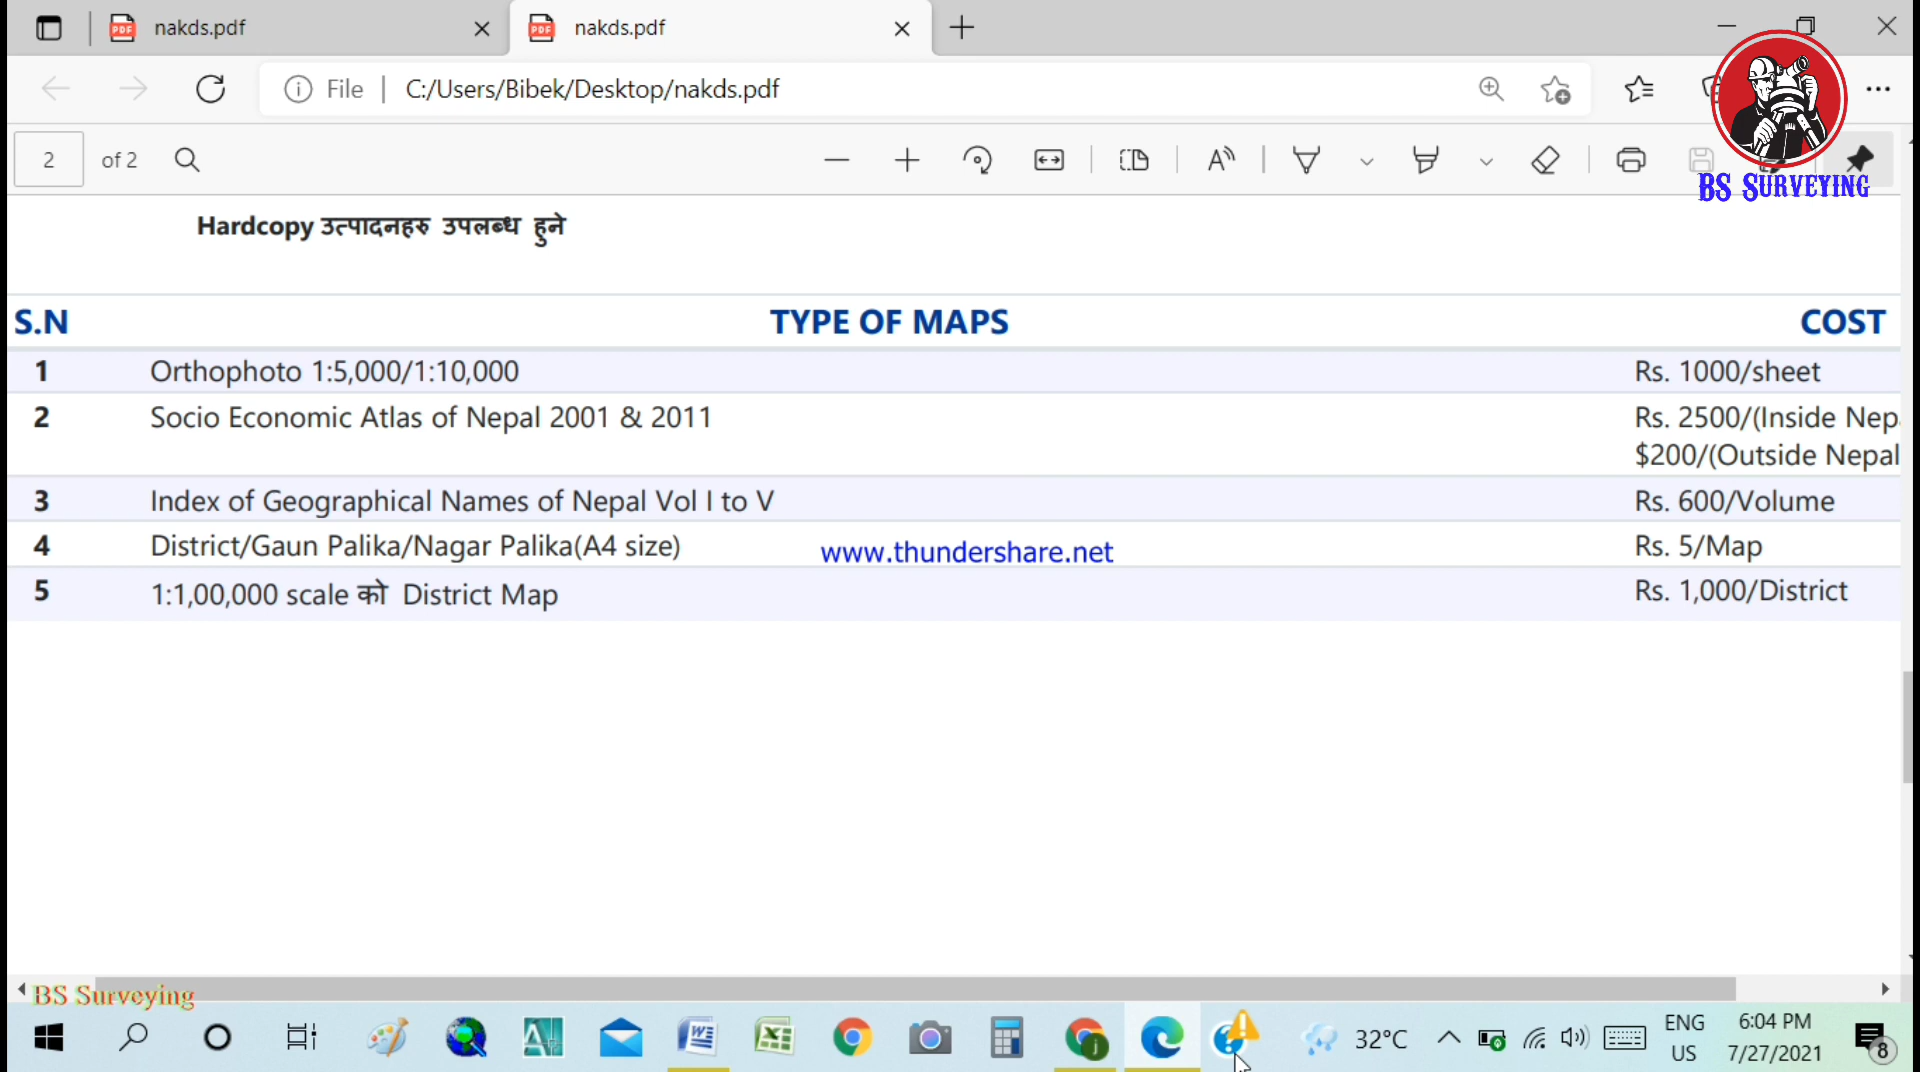 nakds.pdf
nakds.pdf
File
C:/Users/Bibek/Desktop/nakds.pdf
2 of 2
BS SURVEYING
Hardcopy उत्पादनहरु उपलब्ध हुने
S.N TYPE OF MAPS COST
1 Orthophoto 1:5,000/1:10,000 Rs. 1000/sheet
2 Socio Economic Atlas of Nepal 2001 & 2011 Rs. 2500/(Inside Nep
$200/(Outside Nepal
3 Index of Geographical Names of Nepal Vol I to V Rs. 600/Volume
4 District/Gaun Palika/Nagar Palika(A4 size) Rs. 5/Map
www.thundershare.net
5 1:1,00,000 scale को District Map Rs. 1,000/District
BS Surveying
32°C
ENG
US
6:04 PM
7/27/2021
8